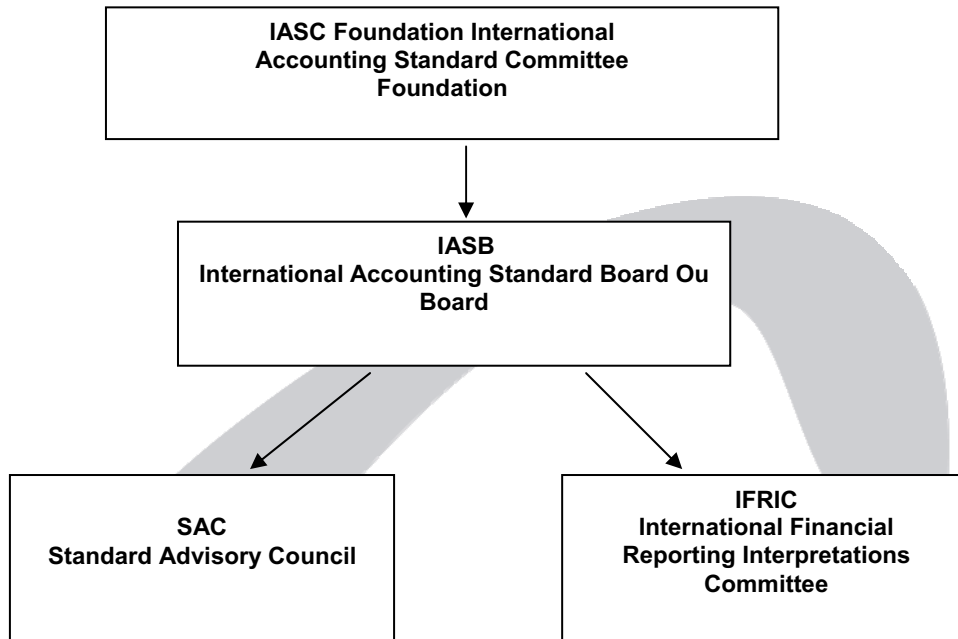 IASC Foundation International
Accounting Standard Committee
Foundation
IASB
International Accounting Standard Board Ou
Board
SAC
Standard Advisory Council
IFRIC
International Financial
Reporting Interpretations
Committee